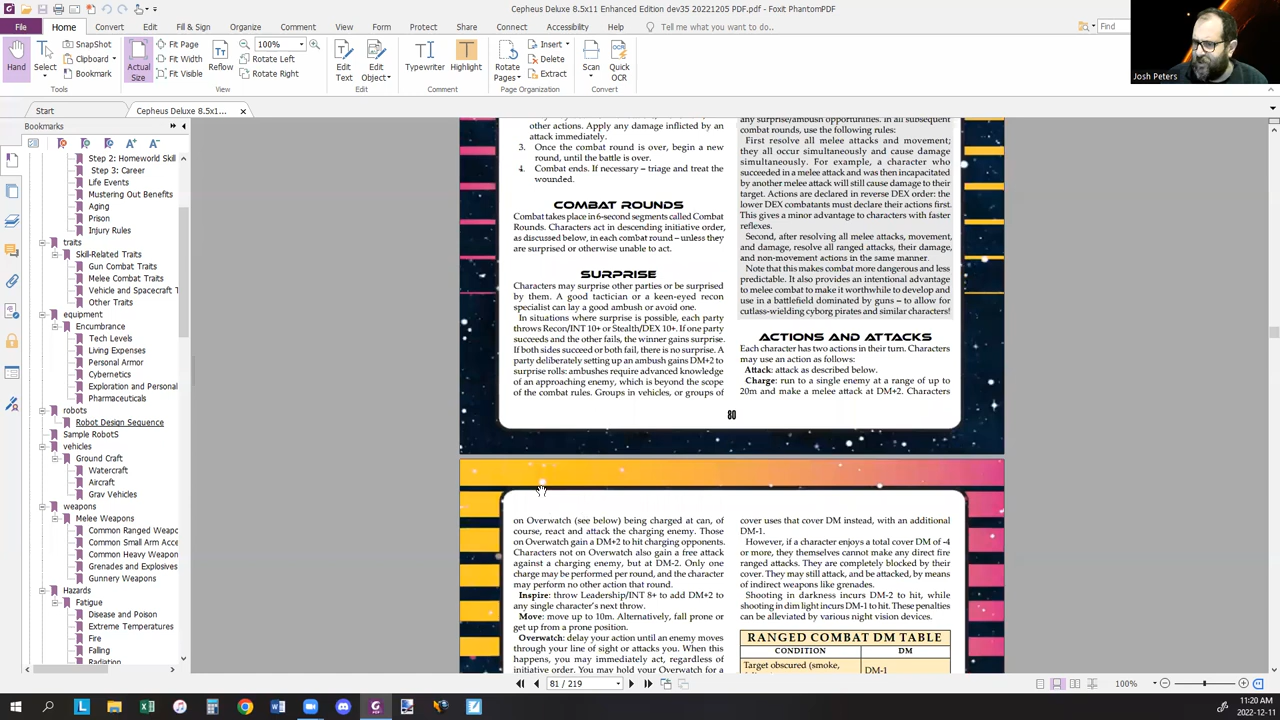 Cepheus Deluxe 8.5x11 Enhanced Edition dev35 20221205 PDF.pdf - Foxit PhantomPDF
File Home Convert Edit Organize Comment View Form Protect Share Connect Accessibility Help Tell me what you want to do... Find
Hand Select SnapShot Clipboard Bookmark Actual Size Fit Page Fit Width Fit Visible Reflow 100% Rotate Left Rotate Right Edit Text Edit Object Typewriter Highlight Rotate Pages Insert Delete Extract Scan Quick OCR
Tools View Edit Comment Page Organization Convert
Josh Peters
Start Cepheus Deluxe 8.5x1...
Bookmarks
Step 2: Homeworld Skil
Step 3: Career
Life Events
Mustering Out Benefits
Aging
Prison
Injury Rules
traits
Skill-Related Traits
Gun Combat Traits
Melee Combat Traits
Vehicle and Spacecraft T
Other Traits
equipment
Encumbrance
Tech Levels
Living Expenses
Personal Armor
Cybernetics
Exploration and Personal
Pharmaceuticals
robots
Robot Design Sequence
Sample RobotS
vehicles
Ground Craft
Watercraft
Aircraft
Grav Vehicles
weapons
Melee Weapons
Common Ranged Weapc
Common Small Arm Acce
Common Heavy Weapon
Grenades and Explosives
Gunnery Weapons
Hazards
Fatigue
Disease and Poison
Extreme Temperatures
Fire
Falling
Radiation
other actions. Apply any damage inflicted by an
attack immediately.
3. Once the combat round is over, begin a new
round, until the battle is over.
4. Combat ends. If necessary – triage and treat the
wounded.
COMBAT ROUNDS
Combat takes place in 6-second segments called Combat
Rounds. Characters act in descending initiative order,
as discussed below, in each combat round – unless they
are surprised or otherwise unable to act.
SURPRISE
Characters may surprise other parties or be surprised
by them. A good tactician or a keen-eyed recon
specialist can lay a good ambush or avoid one.
In situations where surprise is possible, each party
throws Recon/INT 10+ or Stealth/DEX 10+. If one party
succeeds and the other fails, the winner gains surprise.
If both sides succeed or both fail, there is no surprise. A
party deliberately setting up an ambush gains DM+2 to
surprise rolls: ambushes require advanced knowledge
of an approaching enemy, which is beyond the scope
of the combat rules. Groups in vehicles, or groups of
any surprise/ambush opportunities. In all subsequent
combat rounds, use the following rules:
First resolve all melee attacks and movement;
they all occur simultaneously and cause damage
simultaneously. For example, a character who
succeeded in a melee attack and was then incapacitated
by another melee attack will still cause damage to their
target. Actions are declared in reverse DEX order: the
lower DEX combatants must declare their actions first.
This gives a minor advantage to characters with faster
reflexes.
Second, after resolving all melee attacks, movement,
and damage, resolve all ranged attacks, their damage,
and non-movement actions in the same manner.
Note that this makes combat more dangerous and less
predictable. It also provides an intentional advantage
to melee combat to make it worthwhile to develop and
use in a battlefield dominated by guns – to allow for
cutlass-wielding cyborg pirates and similar characters!
ACTIONS AND ATTACKS
Each character has two actions in their turn. Characters
may use an action as follows:
Attack: attack as described below.
Charge: run to a single enemy at a range of up to
20m and make a melee attack at DM+2. Characters
80
on Overwatch (see below) being charged at can, of
course, react and attack the charging enemy. Those
on Overwatch gain a DM+2 to hit charging opponents.
Characters not on Overwatch also gain a free attack
against a charging enemy, but at DM-2. Only one
charge may be performed per round, and the character
may perform no other action that round.
Inspire: throw Leadership/INT 8+ to add DM+2 to
any single character's next throw.
Move: move up to 10m. Alternatively, fall prone or
get up from a prone position.
Overwatch: delay your action until an enemy moves
through your line of sight or attacks you. When this
happens, you may immediately act, regardless of
initiative order. You may hold your Overwatch for a
cover uses that cover DM instead, with an additional
DM-1.
However, if a character enjoys a total cover DM of -4
or more, they themselves cannot make any direct fire
ranged attacks. They are completely blocked by their
cover. They may still attack, and be attacked, by means
of indirect weapons like grenades.
Shooting in darkness incurs DM-2 to hit, while
shooting in dim light incurs DM-1 to hit. These penalties
can be alleviated by various night vision devices.
RANGED COMBAT DM TABLE
CONDITION DM
Target obscured (smoke, DM-1
81 / 219 100%
11:20 AM
2022-12-11